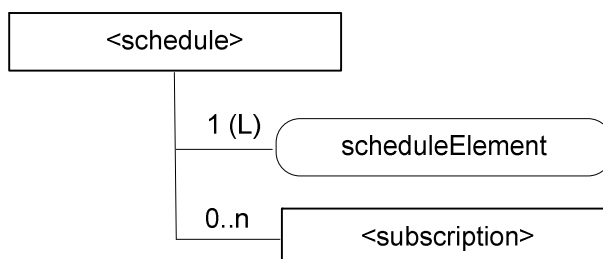 <schedule>
1 (L)
scheduleElement
0..n
<subscription>